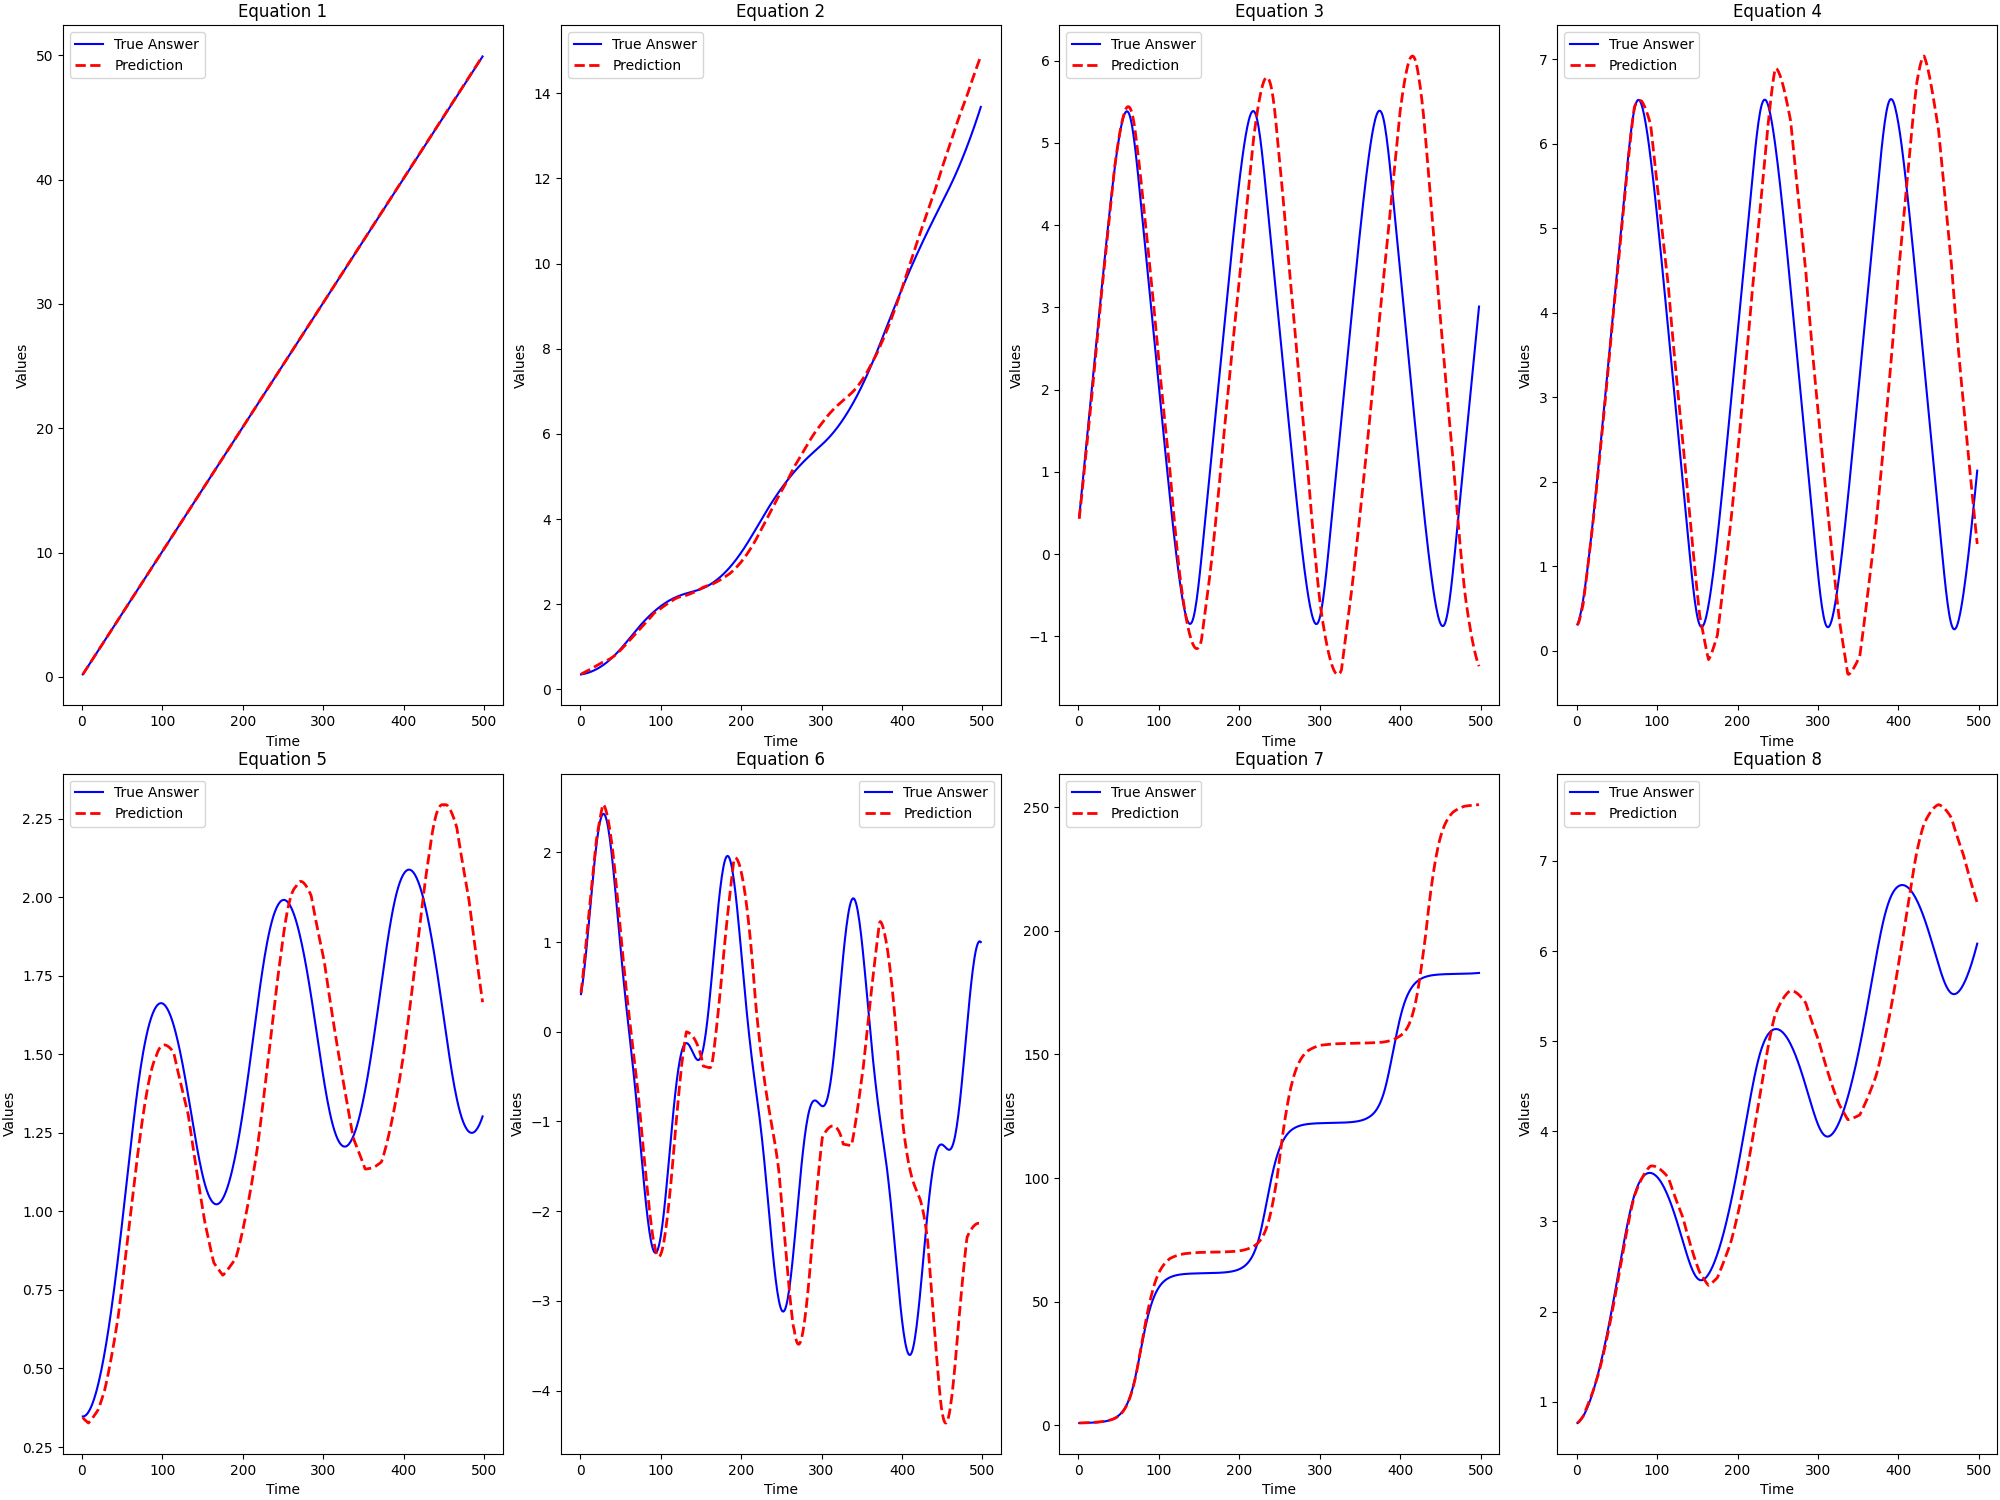 Equation 1
True Answer
Prediction
50
40
30
20
10
0
Values
0 100 200 300 400 500
Time
Equation 2
True Answer
Prediction
14
12
10
8
6
4
2
0
Values
0 100 200 300 400 500
Time
Equation 3
True Answer
Prediction
6
5
4
3
2
1
0
−1
Values
0 100 200 300 400 500
Time
Equation 4
True Answer
Prediction
7
6
5
4
3
2
1
0
Values
0 100 200 300 400 500
Time
Equation 5
True Answer
Prediction
2.25
2.00
1.75
1.50
1.25
1.00
0.75
0.50
0.25
Values
0 100 200 300 400 500
Time
Equation 6
True Answer
Prediction
2
1
0
−1
−2
−3
−4
Values
0 100 200 300 400 500
Time
Equation 7
True Answer
Prediction
250
200
150
100
50
0
Values
0 100 200 300 400 500
Time
Equation 8
True Answer
Prediction
7
6
5
4
3
2
1
Values
0 100 200 300 400 500
Time